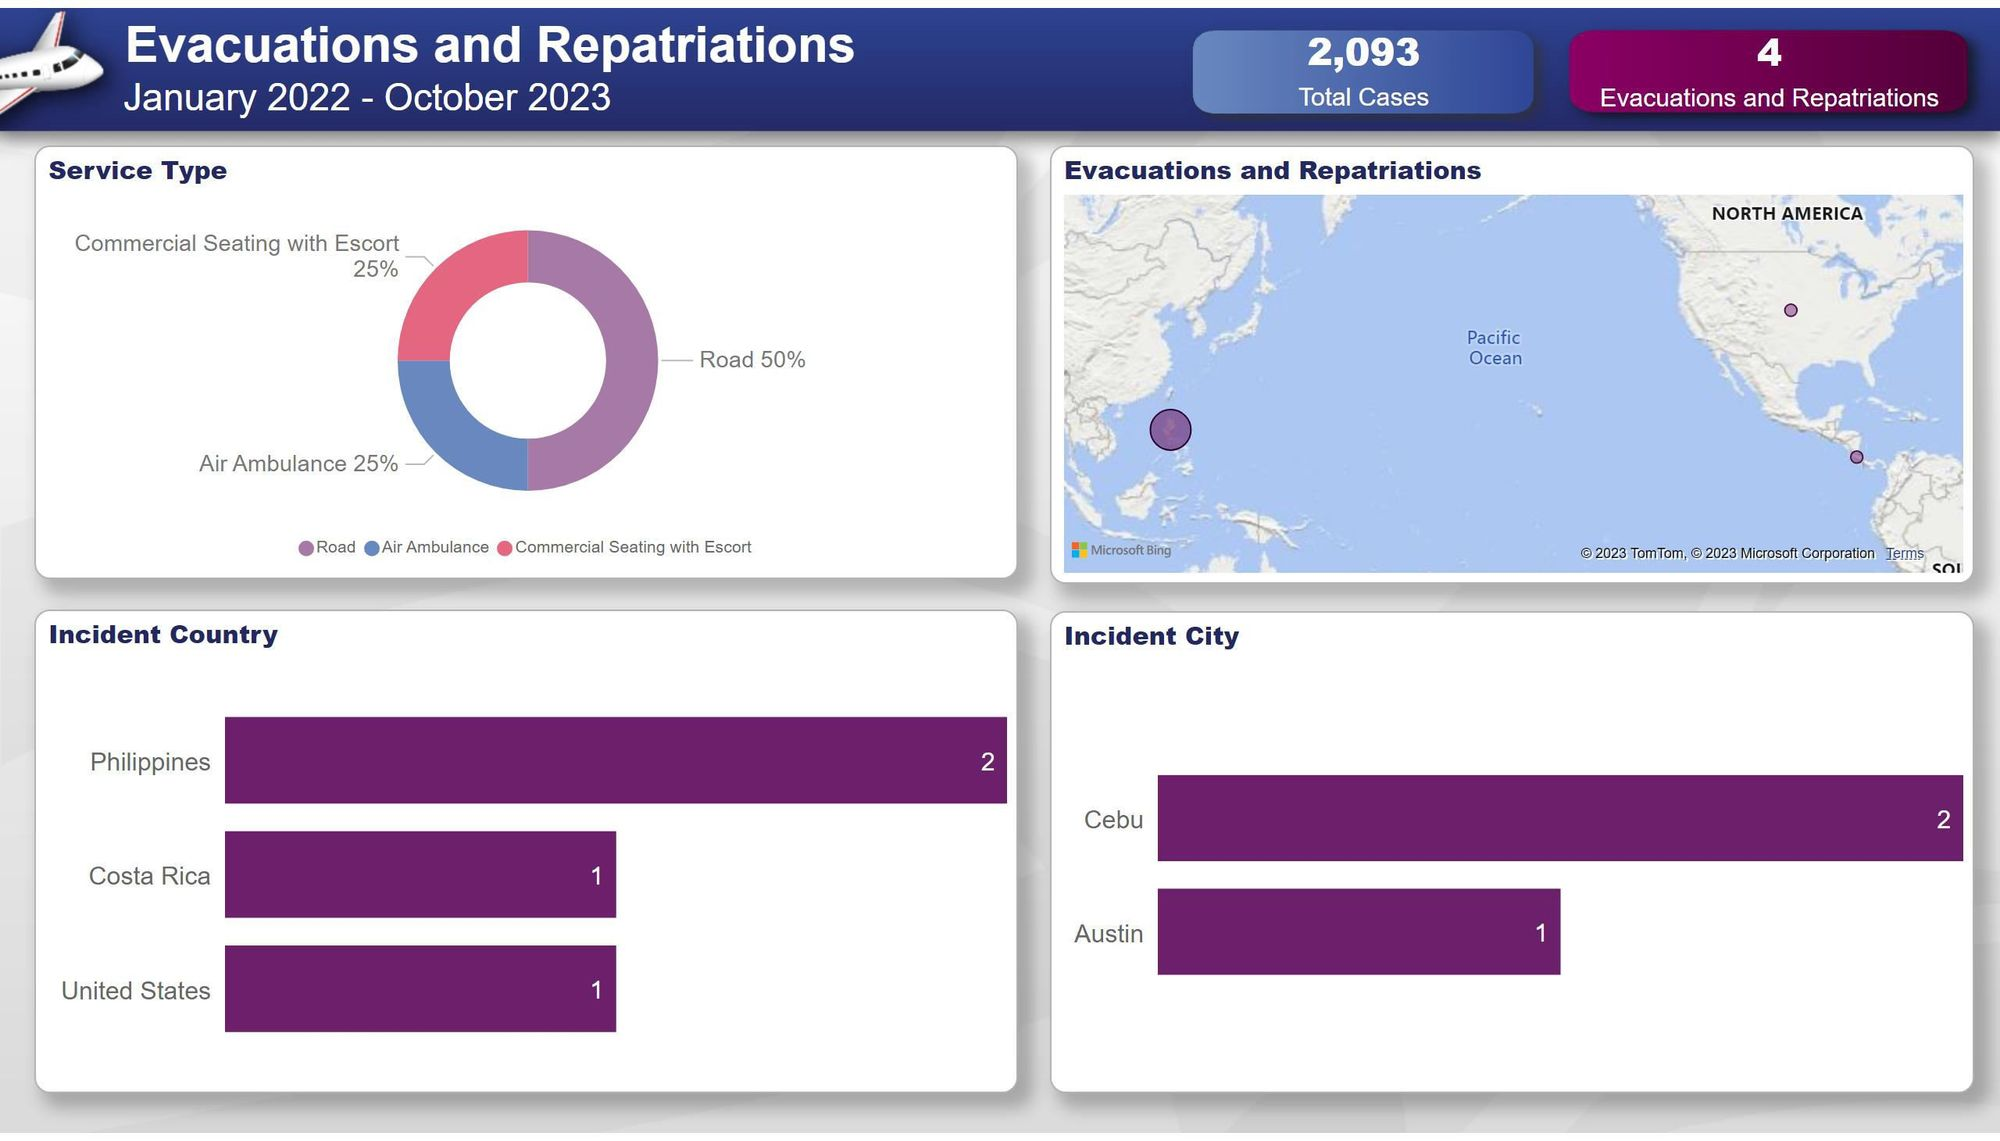 Evacuations and Repatriations
January 2022 - October 2023
2,093
Total Cases
4
Evacuations and Repatriations
Service Type
Commercial Seating with Escort
25%
Road 50%
Air Ambulance 25%
Road Air Ambulance Commercial Seating with Escort
Evacuations and Repatriations
NORTH AMERICA
Pacific
Ocean
Microsoft Bing
© 2023 TomTom, © 2023 Microsoft Corporation Terms
SOU
Incident Country
Philippines 2
Costa Rica 1
United States 1
Incident City
Cebu 2
Austin 1